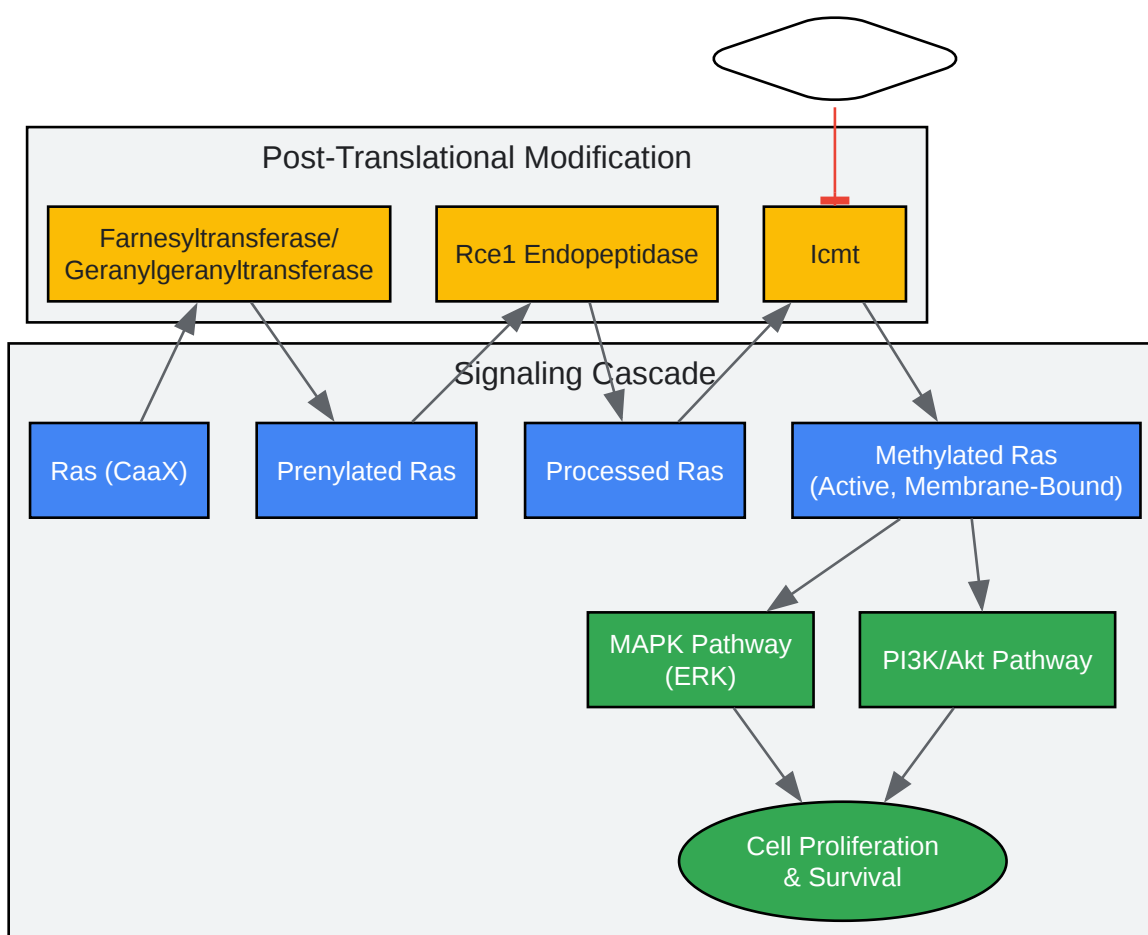 Post-Translational Modification
Farnesyltransferase/
Geranylgeranyltransferase
Rce1 Endopeptidase
Icmt
Signaling Cascade
Ras (CaaX)
Prenylated Ras
Processed Ras
Methylated Ras
(Active, Membrane-Bound)
MAPK Pathway
(ERK)
PI3K/Akt Pathway
Cell Proliferation
& Survival